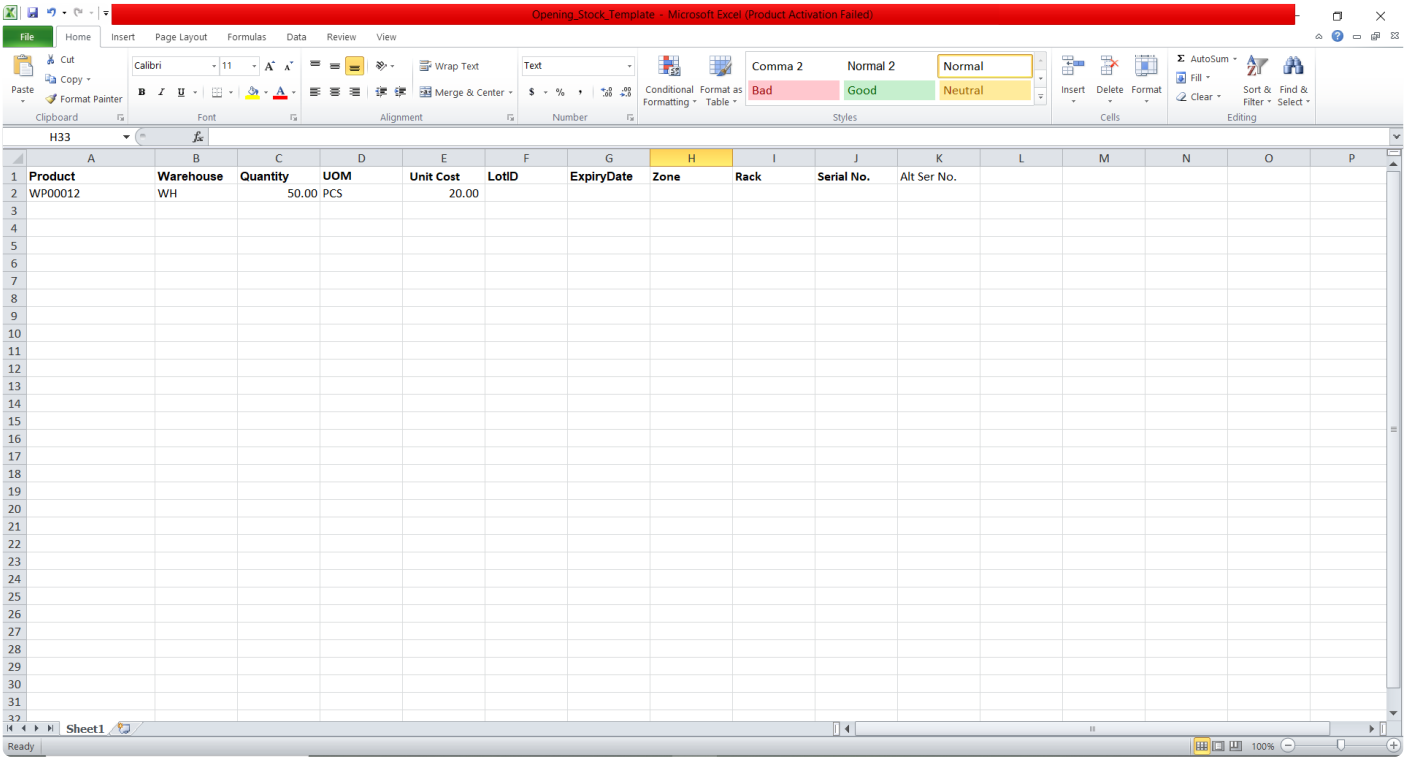 Opening_Stock_Template - Microsoft Excel (Product Activation Failed)
File Home Insert Page Layout Formulas Data Review View
Paste
Cut
Copy
Format Painter
Clipboard
Calibri 11
A A
B I U
A
Font
Wrap Text
Merge & Center
Alignment
Text
$ % ,
Number
Conditional Formatting
Format as Table
Comma 2 Normal 2 Normal
Bad Good Neutral
Styles
Insert Delete Format
Cells
Σ AutoSum
Fill
Clear
Sort & Filter
Find & Select
Editing
H33 fx
A B C D E F G H I J K L M N O P
1 Product Warehouse Quantity UOM Unit Cost LotID ExpiryDate Zone Rack Serial No. Alt Ser No.
2 WP00012 WH 50.00 PCS 20.00
3
4
5
6
7
8
9
10
11
12
13
14
15
16
17
18
19
20
21
22
23
24
25
26
27
28
29
30
31
32
Sheet1
Ready 100%